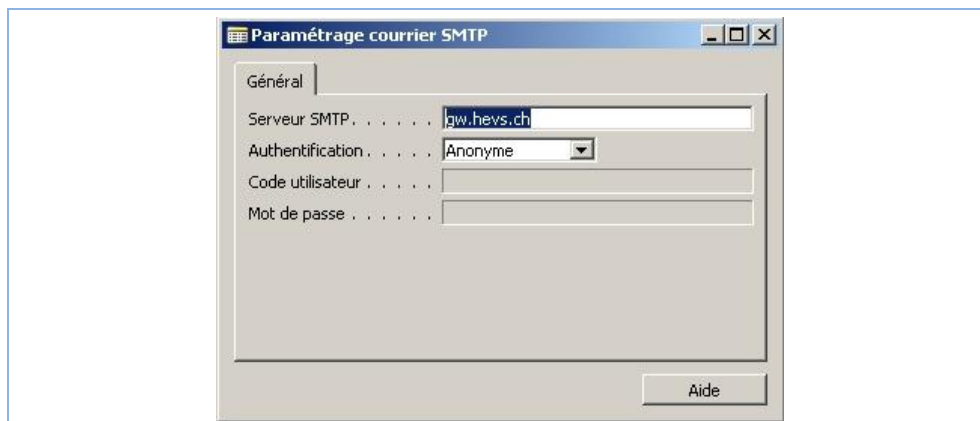 Paramétrage courrier SMTP
Général
Serveur SMTP . . . . . . gw.hevs.ch
Authentification . . . . . Anonyme
Code utilisateur . . . . .
Mot de passe . . . . . .
Aide